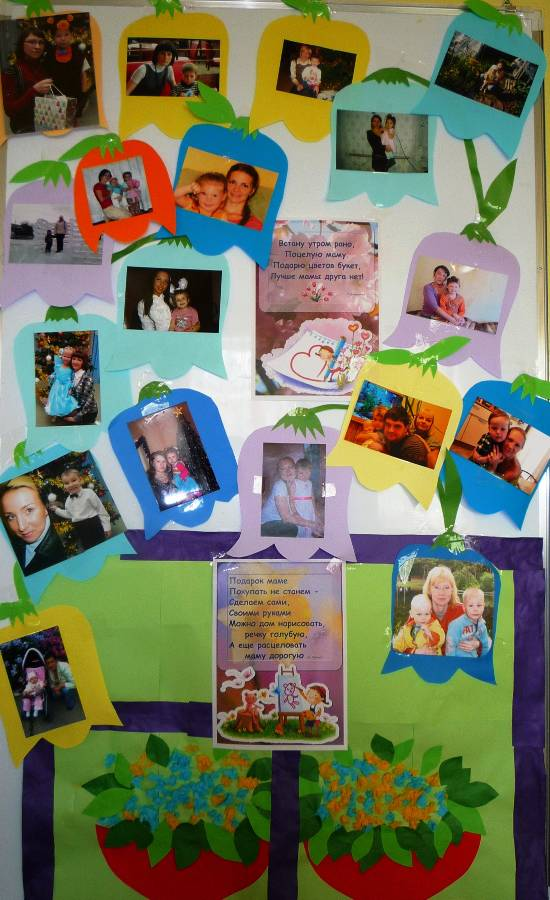 Встану утром рано,
Поцелую маму
Подарю цветов букет,
Лучше мамы друга нет!
Подарок маме
Покупать не станем -
Сделаем сами,
Своими руками
Можно дом нарисовать,
речку голубую,
А еще расцеловать
маму дорогую